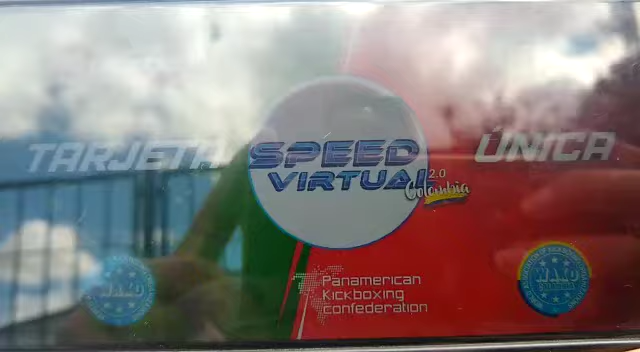 TARJETA
SPEED
VIRTUAL
2.0
Colombia
ÚNICA
WAKO
Panamerican
Kickboxing
confederation
WAKO